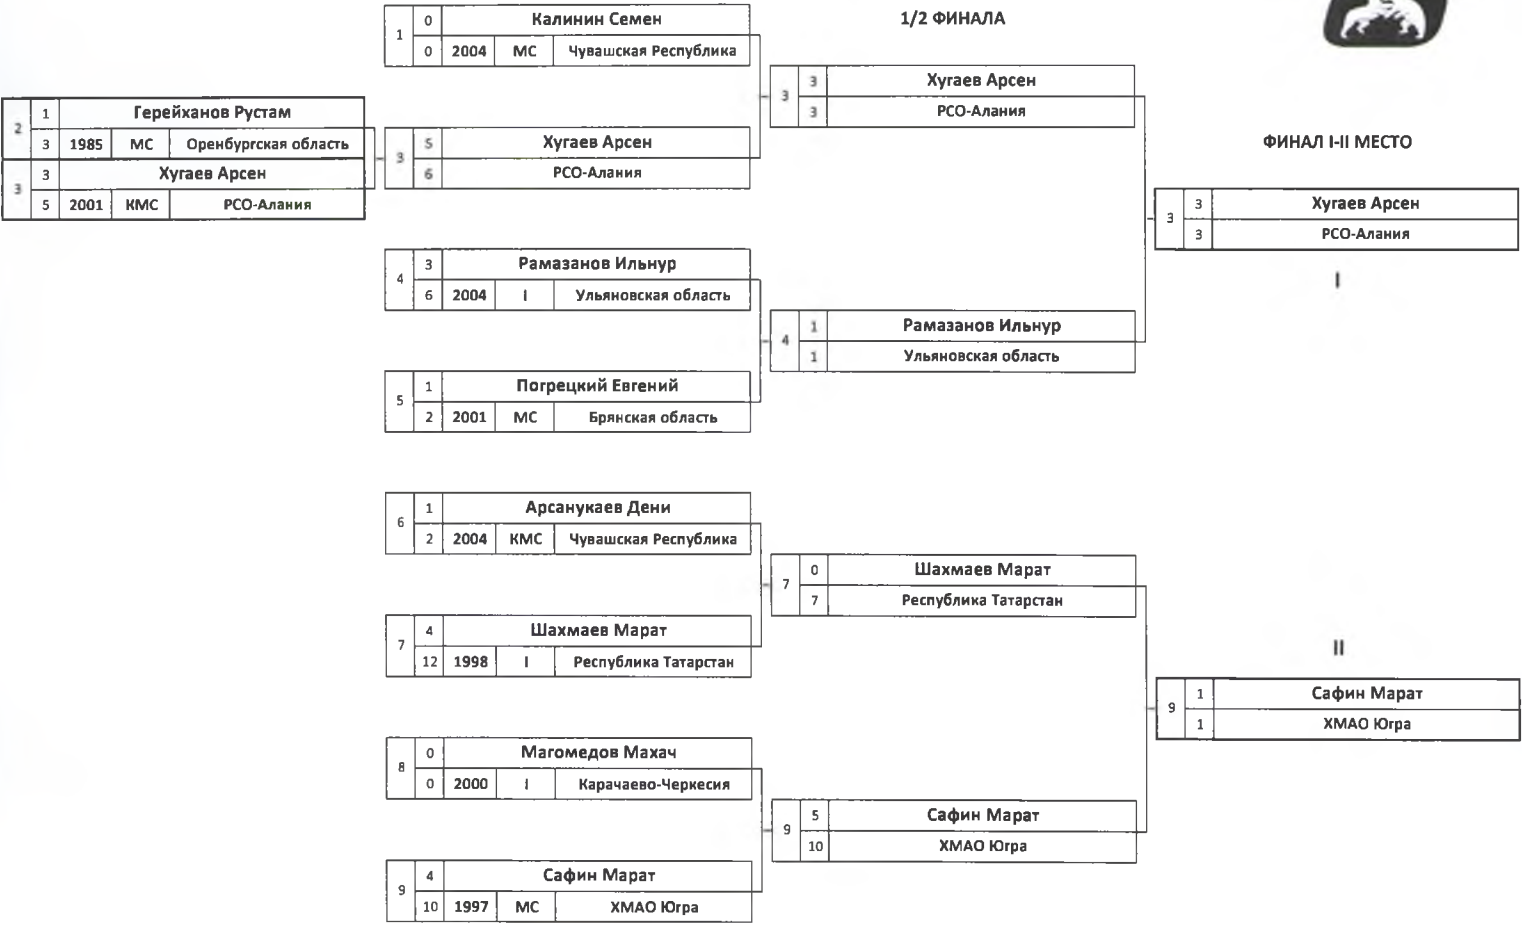 0 Калинин Семен
1
0 2004 МС Чувашская Республика
1/2 ФИНАЛА
3 Хугаев Арсен
3
3 РСО-Алания
1 Герейханов Рустам
2
3 1985 МС Оренбургская область
3 Хугаев Арсен
3
5 2001 КМС РСО-Алания
5 Хугаев Арсен
3
6 РСО-Алания
ФИНАЛ I-II МЕСТО
3 Хугаев Арсен
3
3 РСО-Алания
I
3 Рамазанов Ильнур
4
6 2004 I Ульяновская область
1 Рамазанов Ильнур
4
1 Ульяновская область
1 Погрецкий Евгений
5
2 2001 МС Брянская область
1 Арсанукаев Дени
6
2 2004 КМС Чувашская Республика
0 Шахмаев Марат
7
7 Республика Татарстан
4 Шахмаев Марат
7
12 1998 I Республика Татарстан
II
1 Сафин Марат
9
1 ХМАО Югра
0 Магомедов Махач
8
0 2000 I Карачаево-Черкесия
5 Сафин Марат
9
10 ХМАО Югра
4 Сафин Марат
9
10 1997 МС ХМАО Югра